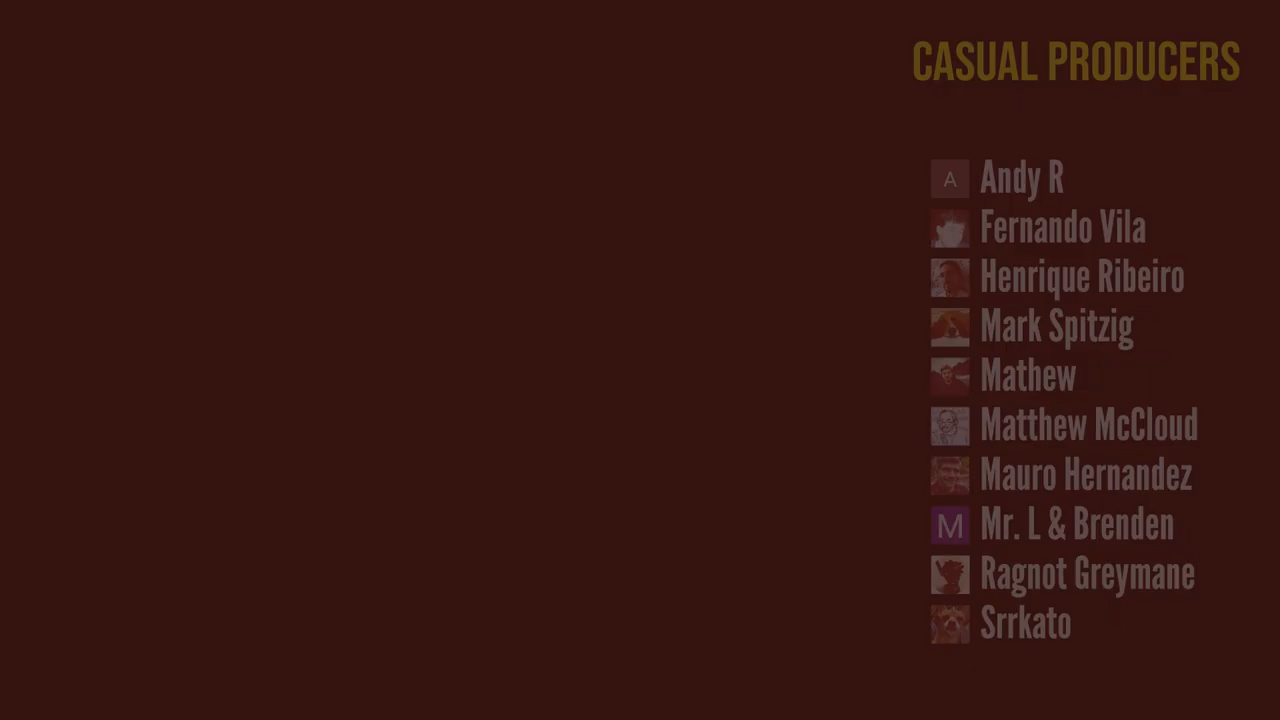 CASUAL PRODUCERS
A Andy R
Fernando Vila
Henrique Ribeiro
Mark Spitzig
Mathew
Matthew McCloud
Mauro Hernandez
M Mr. L & Brenden
Ragnot Greymane
Srrkato